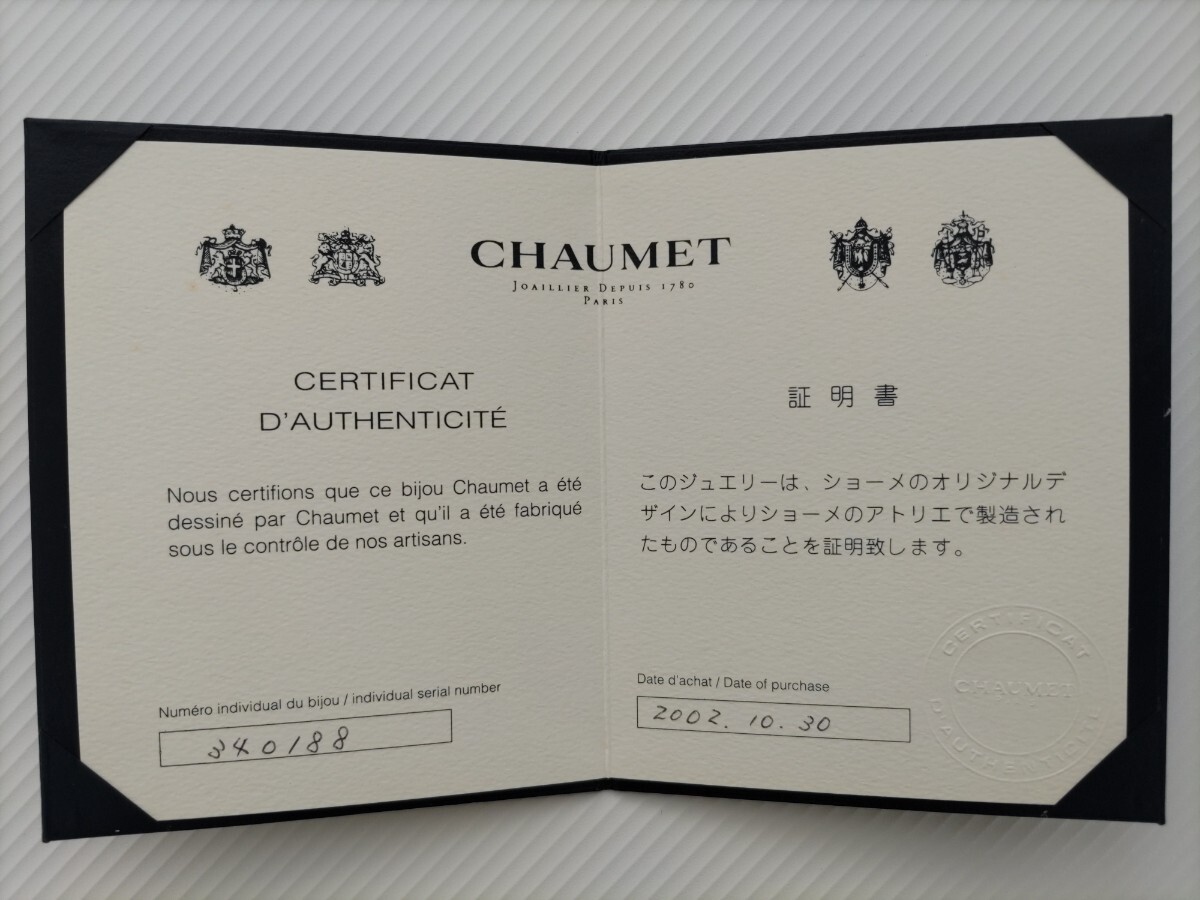 CHAUMET
JOAILLIER DEPUIS 1780
PARIS
CERTIFICAT
D'AUTHENTICITÉ
Nous certifions que ce bijou Chaumet a été
dessiné par Chaumet et qu'il a été fabriqué
sous le contrôle de nos artisans.
Numéro individuel du bijou / individual serial number
340188
証明書
このジュエリーは、ショーメのオリジナルデ
ザインによりショーメのアトリエで製造され
たものであることを証明致します。
Date d'achat / Date of purchase
2002. 10. 30
CERTIFICAT
CHAUMET
D'AUTHENTICITÉ